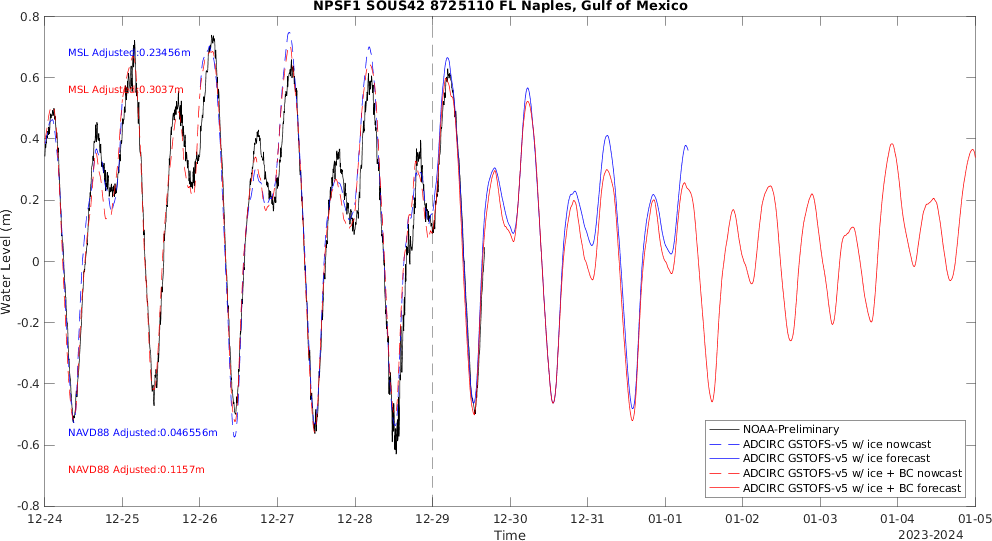 NPSF1 SOUS42 8725110 FL Naples, Gulf of Mexico
MSL Adjusted:0.23456m
MSL Adjusted:0.3037m
NAVD88 Adjusted:0.046556m
NAVD88 Adjusted:0.1157m
Water Level (m)
0.6
0.4
0.2
0
-0.2
-0.4
-0.6
-0.8
NOAA-Preliminary
ADCIRC GSTOFS-v5 w/ ice nowcast
ADCIRC GSTOFS-v5 w/ ice forecast
ADCIRC GSTOFS-v5 w/ ice + BC nowcast
ADCIRC GSTOFS-v5 w/ ice + BC forecast
12-24 12-25 12-26 12-27 12-28 12-29 12-30 12-31 01-01 01-02 01-03 01-04 01-05
Time
2023-2024